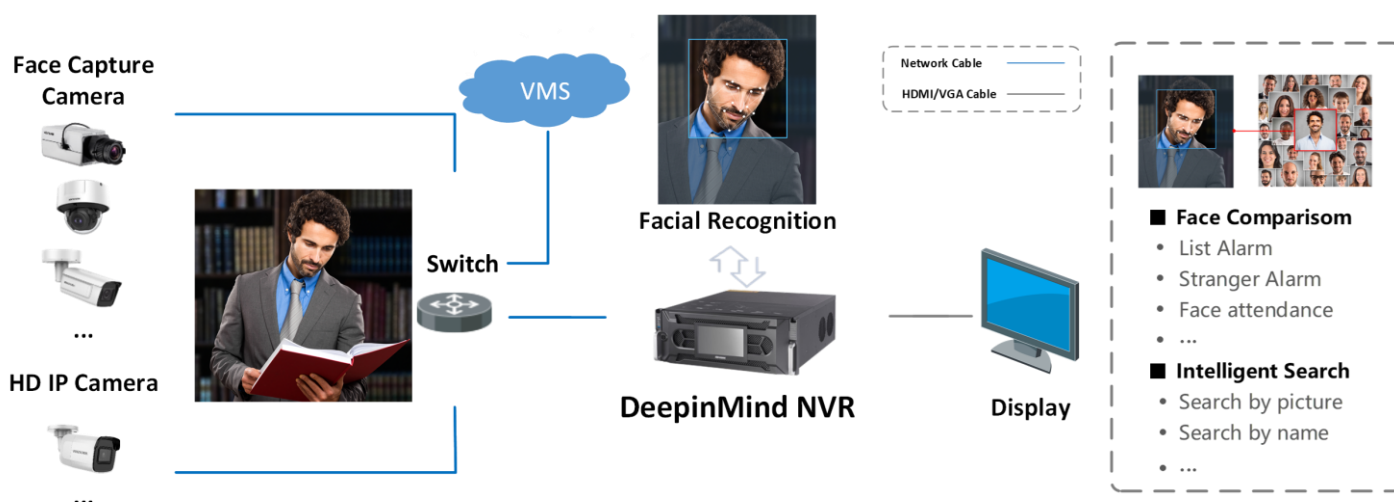 Face Capture
Camera
...
HD IP Camera
...
VMS
Switch
Facial Recognition
DeepinMind NVR
Network Cable
HDMI/VGA Cable
Display
■ Face Comparisom
• List Alarm
• Stranger Alarm
• Face attendance
• ...
■ Intelligent Search
• Search by picture
• Search by name
• ...